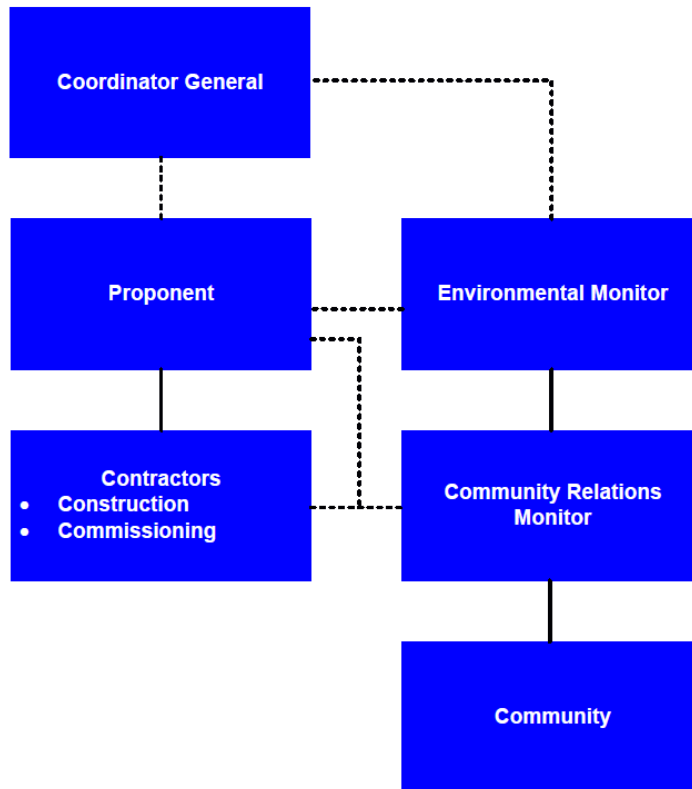 Coordinator General
Proponent
Environmental Monitor
Contractors
• Construction
• Commissioning
Community Relations
Monitor
Community